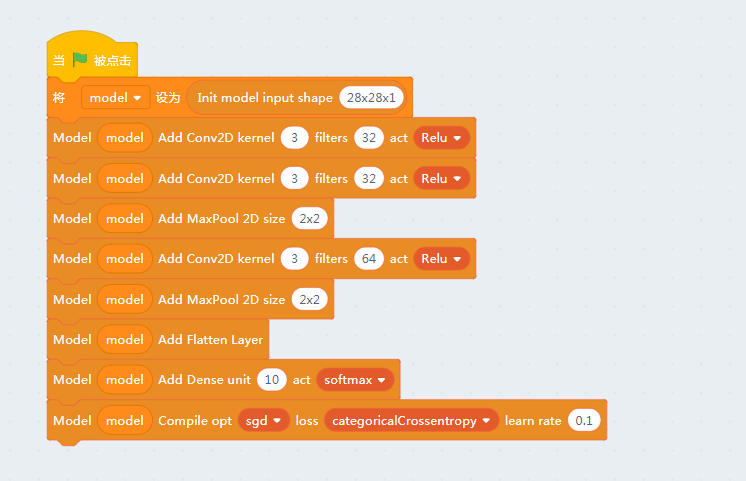 当 被点击
将 model 设为 Init model input shape 28x28x1
Model model Add Conv2D kernel 3 filters 32 act Relu
Model model Add Conv2D kernel 3 filters 32 act Relu
Model model Add MaxPool 2D size 2x2
Model model Add Conv2D kernel 3 filters 64 act Relu
Model model Add MaxPool 2D size 2x2
Model model Add Flatten Layer
Model model Add Dense unit 10 act softmax
Model model Compile opt sgd loss categoricalCrossentropy learn rate 0.1